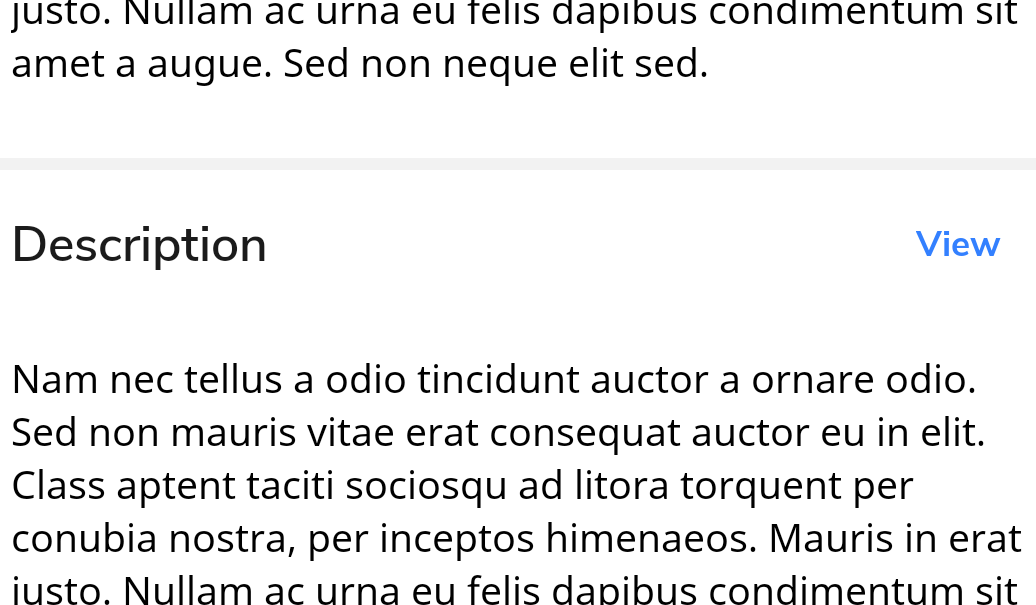 justo. Nullam ac urna eu felis dapibus condimentum sit
amet a augue. Sed non neque elit sed.
Description
View
Nam nec tellus a odio tincidunt auctor a ornare odio.
Sed non mauris vitae erat consequat auctor eu in elit.
Class aptent taciti sociosqu ad litora torquent per
conubia nostra, per inceptos himenaeos. Mauris in erat
justo. Nullam ac urna eu felis dapibus condimentum sit